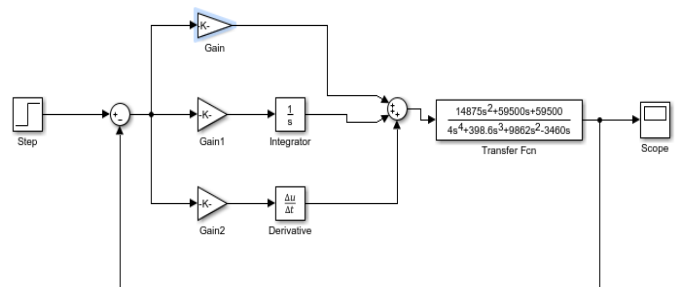 -K-
Gain
+
−
-K-
Gain1
1
s
Integrator
+
+
+
14875s²+59500s+59500
4s⁴+398.6s³+9862s²-3460s
Transfer Fcn
Step
Scope
-K-
Gain2
Δu
Δt
Derivative